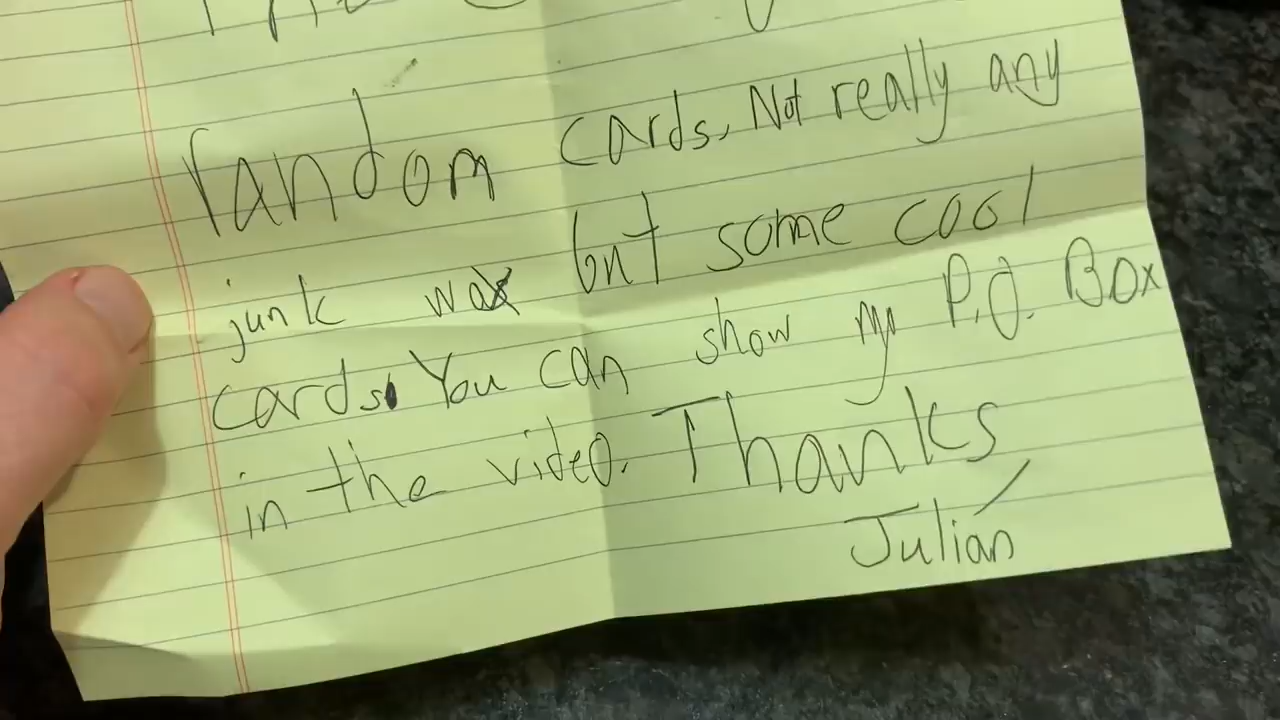 random cards. Not really any
junk wax but some cool
cards. You can show my P.O. Box
in the video. Thanks
Julián